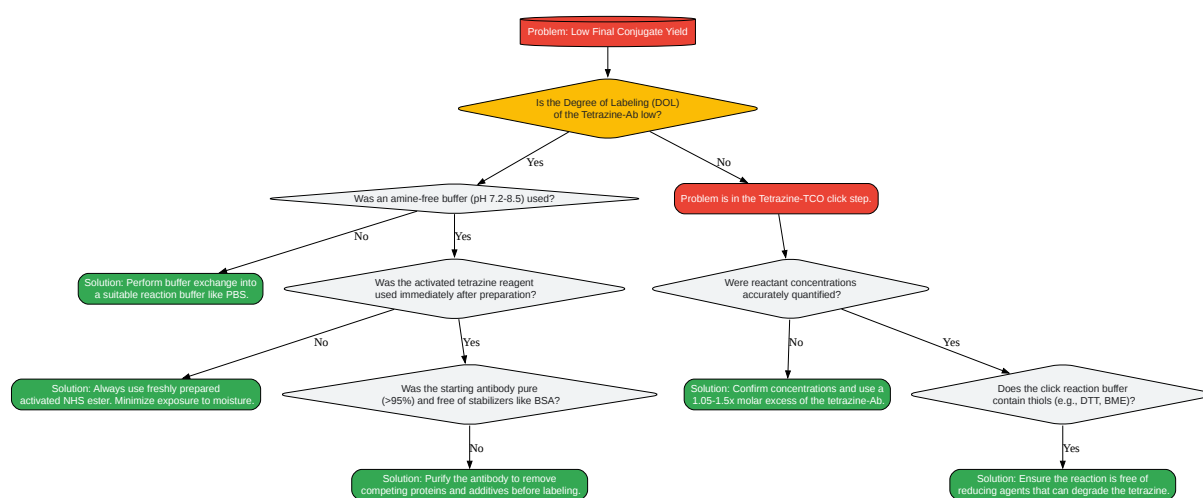 Problem: Low Final Conjugate Yield
Is the Degree of Labeling (DOL)
of the Tetrazine-Ab low?
Yes
No
Was an amine-free buffer (pH 7.2-8.5) used?
Problem is in the Tetrazine-TCO click step.
No
Yes
Solution: Perform buffer exchange into
a suitable reaction buffer like PBS.
Was the activated tetrazine reagent
used immediately after preparation?
Were reactant concentrations
accurately quantified?
No
Yes
No
Yes
Solution: Always use freshly prepared
activated NHS ester. Minimize exposure to moisture.
Was the starting antibody pure
(>95%) and free of stabilizers like BSA?
Solution: Confirm concentrations and use a
1.05-1.5x molar excess of the tetrazine-Ab.
Does the click reaction buffer
contain thiols (e.g., DTT, BME)?
No
Yes
Solution: Purify the antibody to remove
competing proteins and additives before labeling.
Solution: Ensure the reaction is free of
reducing agents that can degrade the tetrazine.